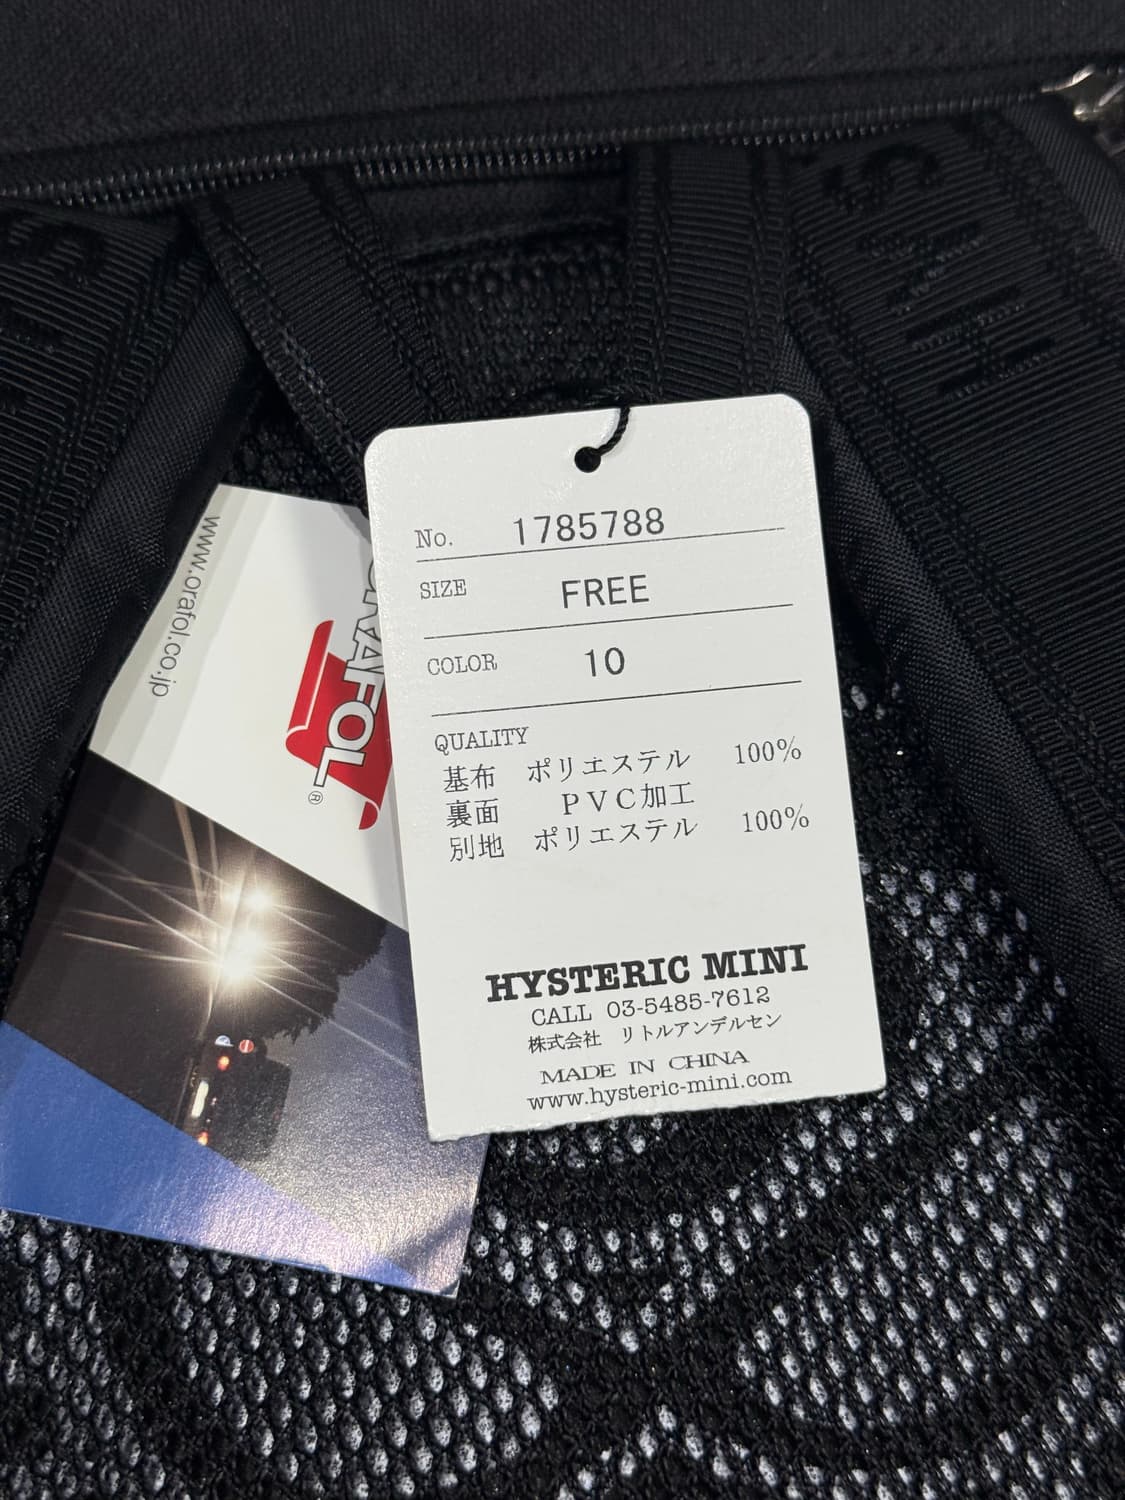 No. 1785788
SIZE FREE
COLOR 10
QUALITY
基布 ポリエステル 100%
裏面 PVC加工
別地 ポリエステル 100%
HYSTERIC MINI
CALL 03-5485-7612
株式会社 リトルアンデルセン
MADE IN CHINA
www.hysteric-mini.com
www.orafol.co.jp
ORAFOL®